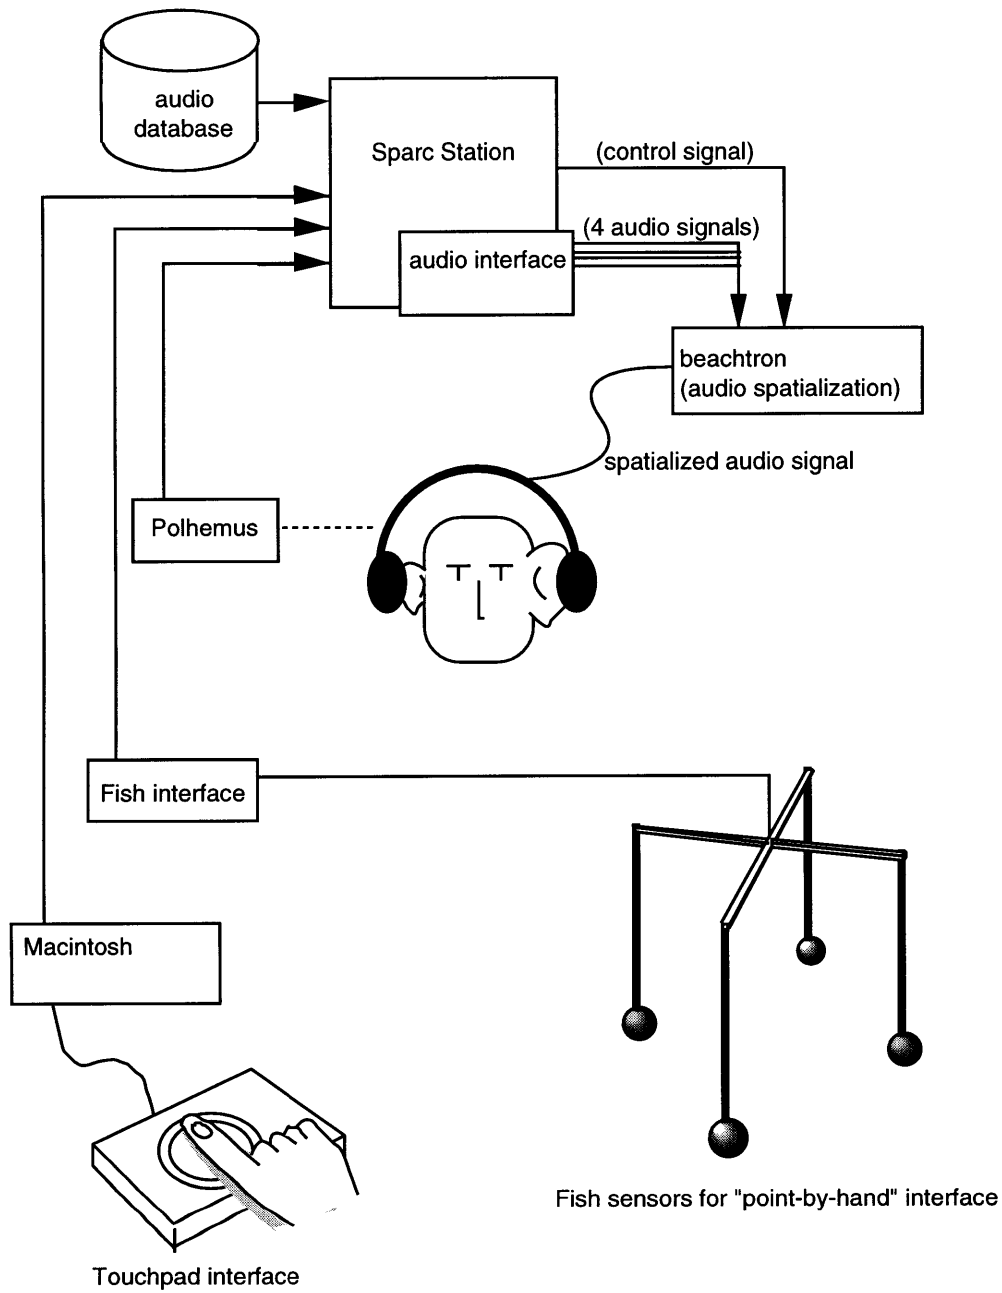 audio
database
Sparc Station
(control signal)
(4 audio signals)
audio interface
beachtron
(audio spatialization)
spatialized audio signal
Polhemus
Fish interface
Macintosh
Fish sensors for "point-by-hand" interface
Touchpad interface